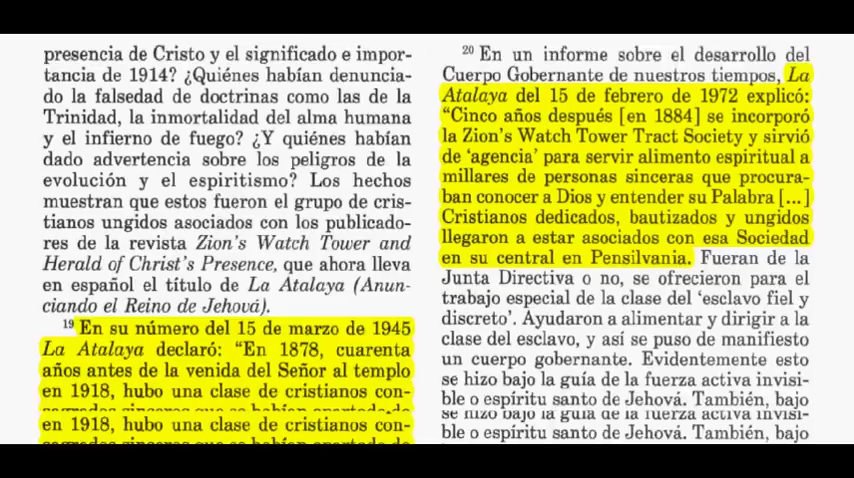 presencia de Cristo y el significado e impor-
tancia de 1914? ¿Quiénes habían denuncia-
do la falsedad de doctrinas como las de la
Trinidad, la inmortalidad del alma humana
y el infierno de fuego? ¿Y quiénes habían
dado advertencia sobre los peligros de la
evolución y el espiritismo? Los hechos
muestran que estos fueron el grupo de cris-
tianos ungidos asociados con los publicado-
res de la revista Zion's Watch Tower and
Herald of Christ's Presence, que ahora lleva
en español el título de La Atalaya (Anun-
ciando el Reino de Jehová).
19 En su número del 15 de marzo de 1945
La Atalaya declaró: “En 1878, cuarenta
años antes de la venida del Señor al templo
en 1918, hubo una clase de cristianos con-
en 1918, hubo una clase de cristianos con-
20 En un informe sobre el desarrollo del
Cuerpo Gobernante de nuestros tiempos, La
Atalaya del 15 de febrero de 1972 explicó:
“Cinco años después [en 1884] se incorporó
la Zion's Watch Tower Tract Society y sirvió
de ‘agencia’ para servir alimento espiritual a
millares de personas sinceras que procura-
ban conocer a Dios y entender su Palabra [...]
Cristianos dedicados, bautizados y ungidos
llegaron a estar asociados con esa Sociedad
en su central en Pensilvania. Fueran de la
Junta Directiva o no, se ofrecieron para el
trabajo especial de la clase del ‘esclavo fiel y
discreto’. Ayudaron a alimentar y dirigir a la
clase del esclavo, y así se puso de manifiesto
un cuerpo gobernante. Evidentemente esto
se hizo bajo la guía de la fuerza activa invisi-
ble o espíritu santo de Jehová. También, bajo
se hizo bajo la guía de la fuerza activa invisi-
ble o espíritu santo de Jehová. También, bajo